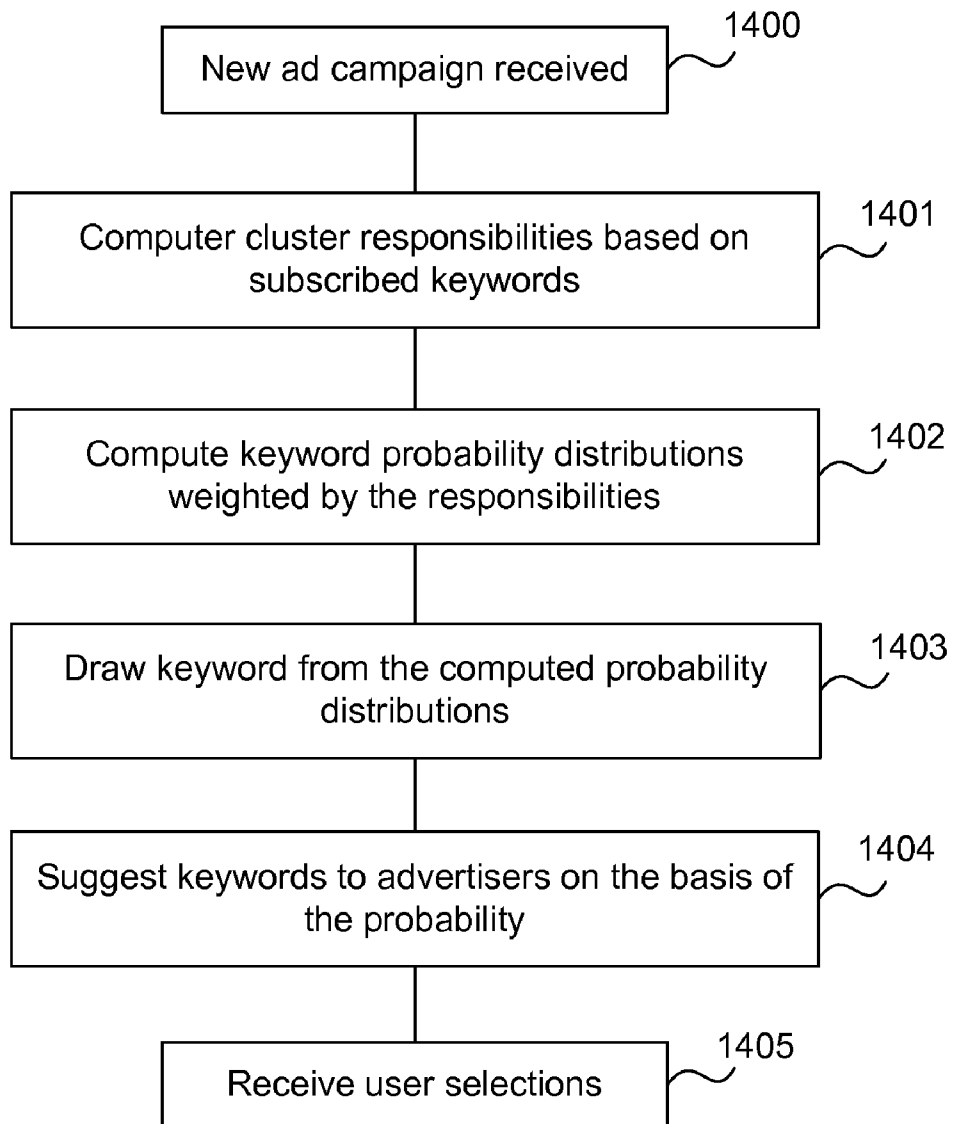 1400
New ad campaign received
1401
Computer cluster responsibilities based on
subscribed keywords
1402
Compute keyword probability distributions
weighted by the responsibilities
1403
Draw keyword from the computed probability
distributions
1404
Suggest keywords to advertisers on the basis of
the probability
1405
Receive user selections